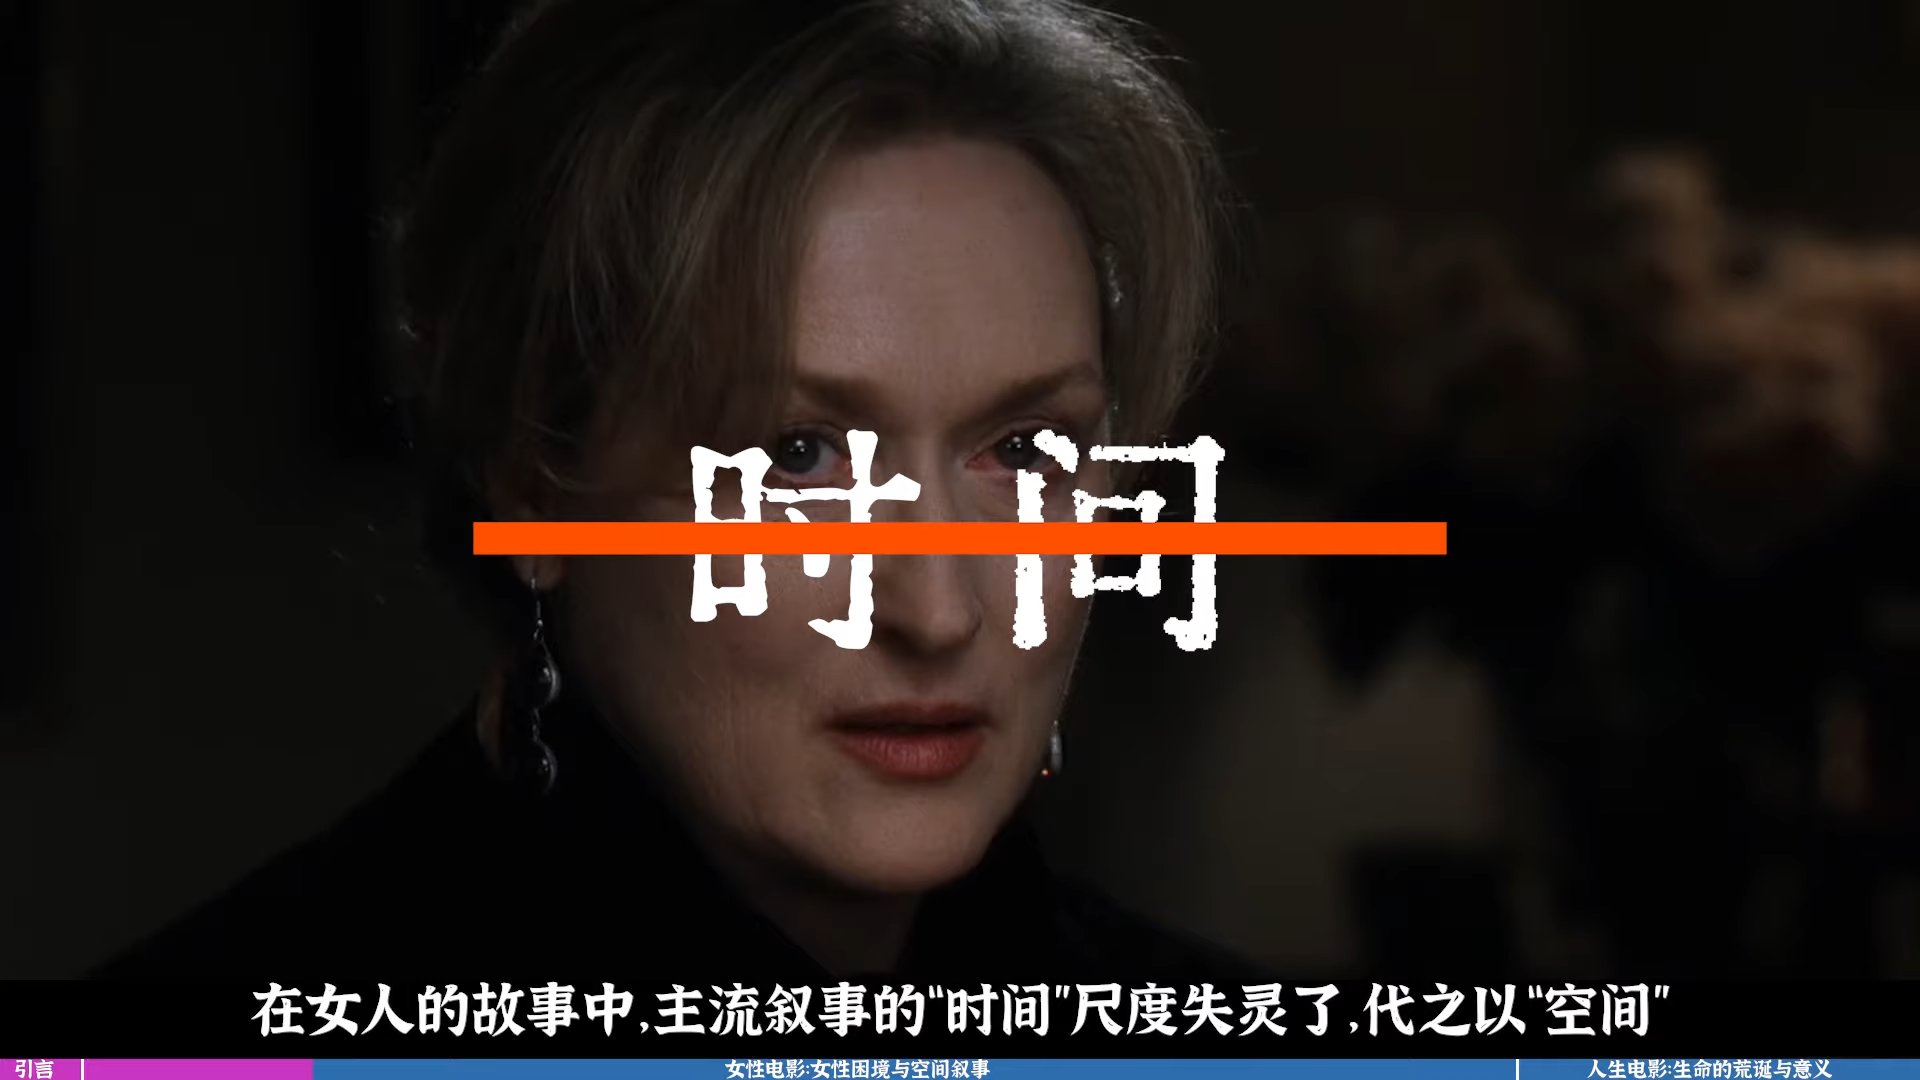 时间
在女人的故事中,主流叙事的“时间”尺度失灵了,代之以“空间”
引言
女性电影:女性困境与空间叙事
人生电影:生命的荒诞与意义